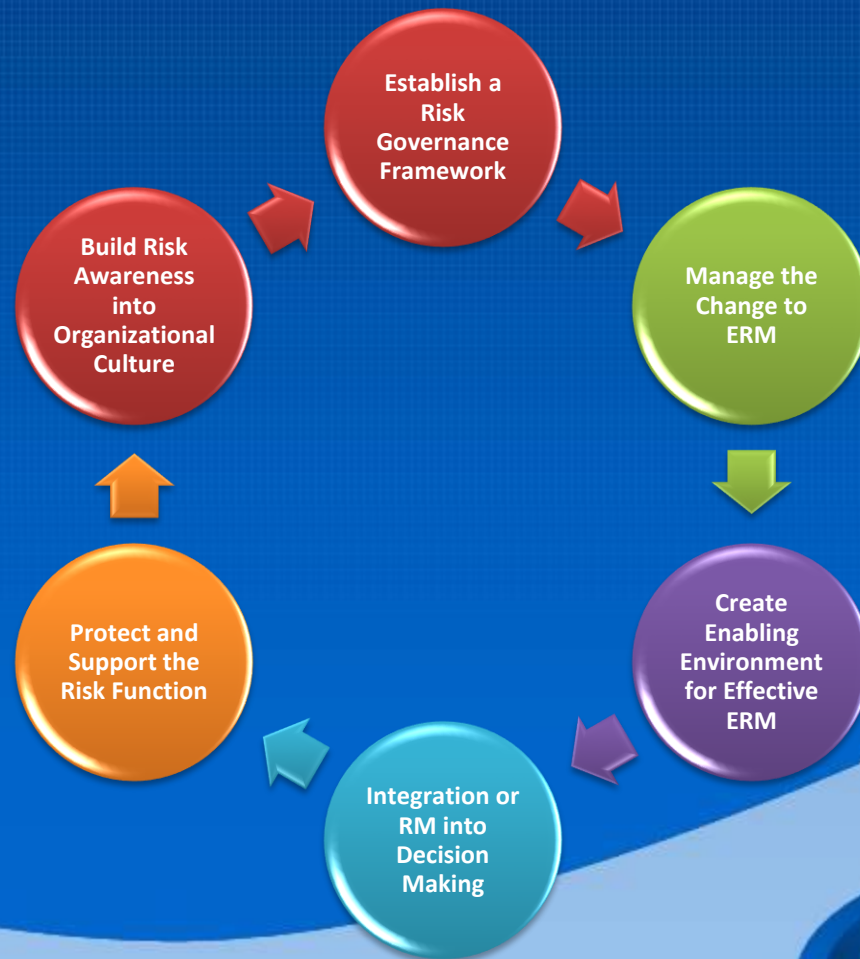 Establish a
Risk
Governance
Framework
Manage the
Change to
ERM
Create
Enabling
Environment
for Effective
ERM
Integration or
RM into
Decision
Making
Protect and
Support the
Risk Function
Build Risk
Awareness
into
Organizational
Culture